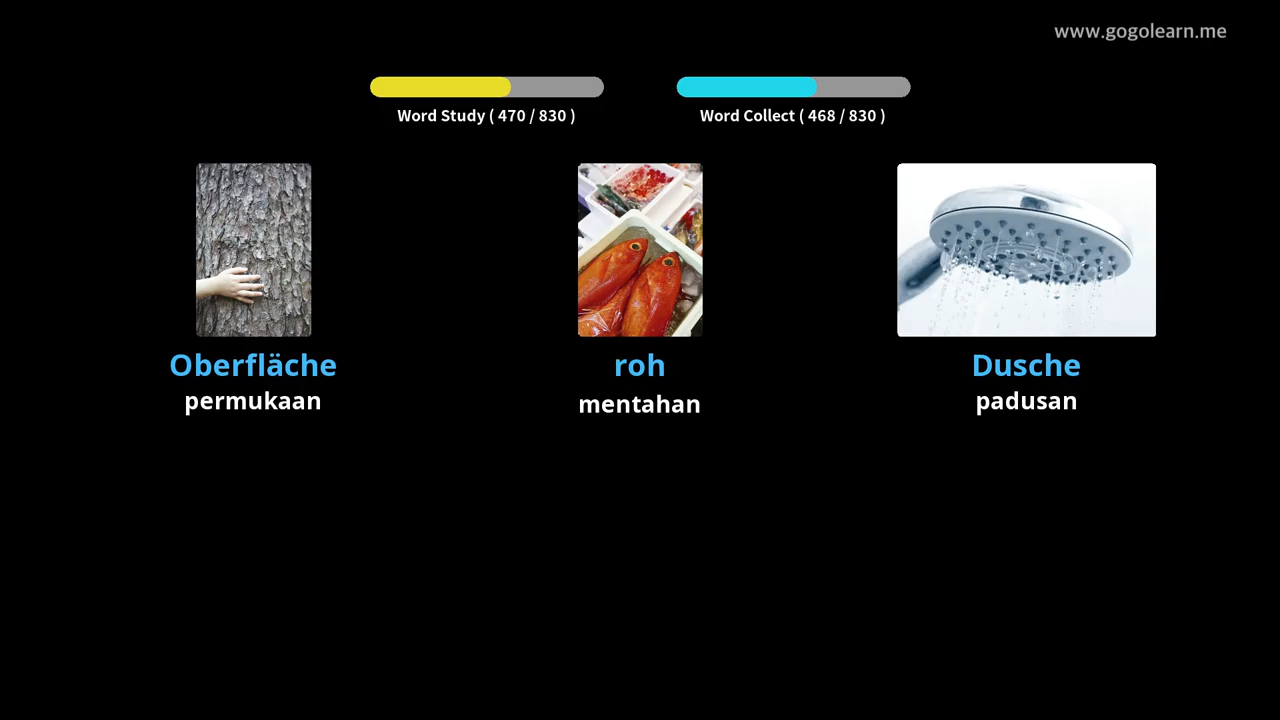 www.gogolearn.me
Word Study ( 470 / 830 )
Word Collect ( 468 / 830 )
Oberfläche
permukaan
roh
mentahan
Dusche
padusan